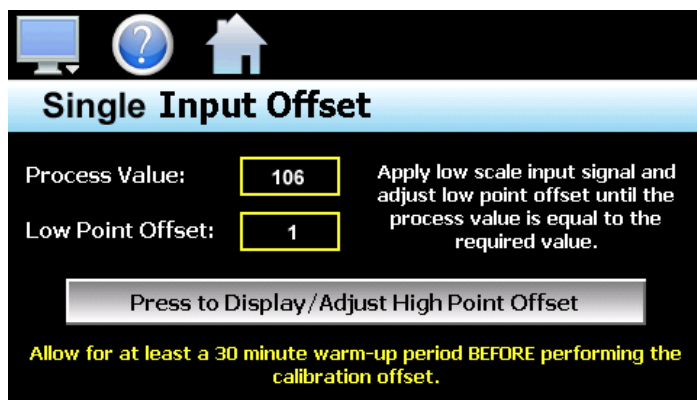 ?
Single Input Offset
Process Value:
106
Low Point Offset:
1
Apply low scale input signal and
adjust low point offset until the
process value is equal to the
required value.
Press to Display/Adjust High Point Offset
Allow for at least a 30 minute warm-up period BEFORE performing the
calibration offset.